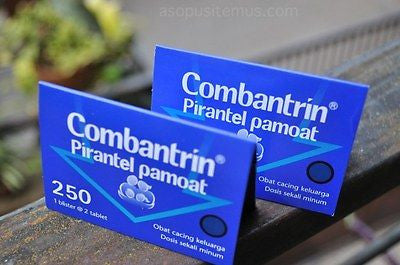 asopusitemus.com
Combantrin®
Pirantel pamoat
Obat cacing keluarga
Dosis sekali minum
Combantrin®
Pirantel pamoat
250
1 blister @ 2 tablet
Obat cacing keluarga
Dosis sekali minum